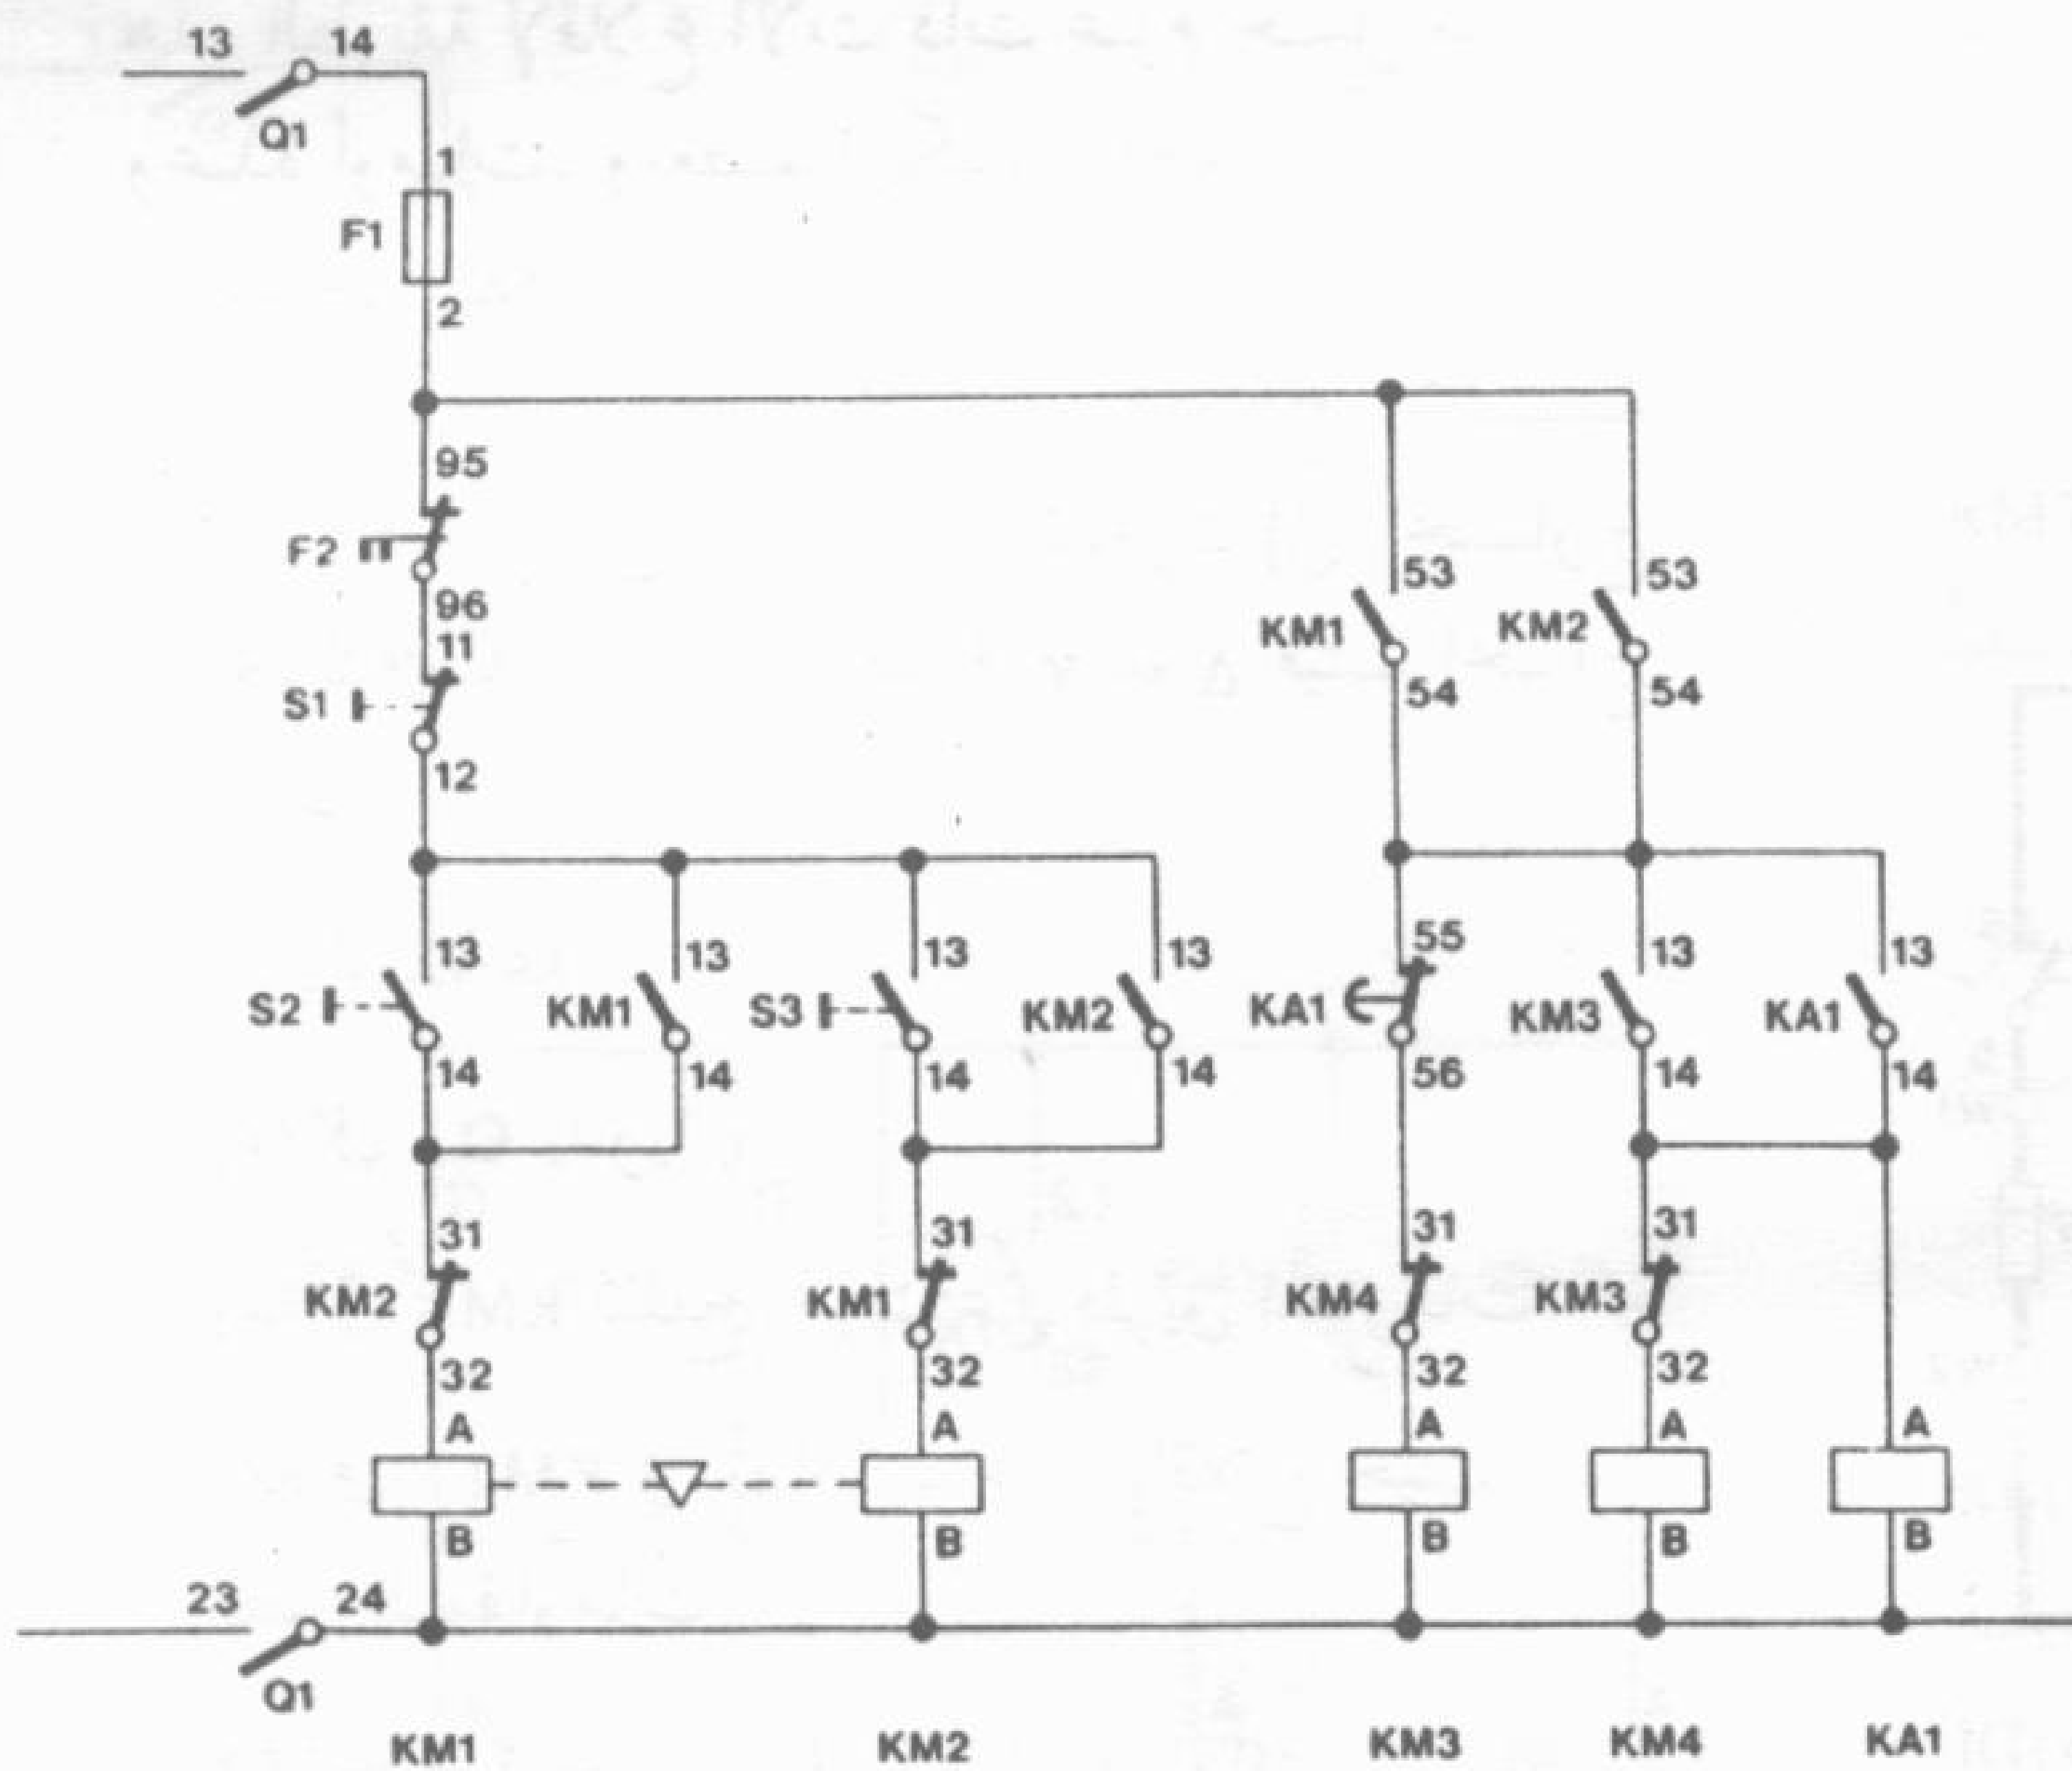 13 14
Q1
1
F1
2
95
F2
96
53 53
KM1 KM2
11
S1
54 54
12
13 13 13 13 55 13 13
S2 KM1 S3 KM2 KA1 KM3 KA1
14 14 14 14 56 14 14
31 31 31 31
KM2 KM1 KM4 KM3
32 32 32 32
A A A A A
B B B B B
23 24
Q1
KM1 KM2 KM3 KM4 KA1